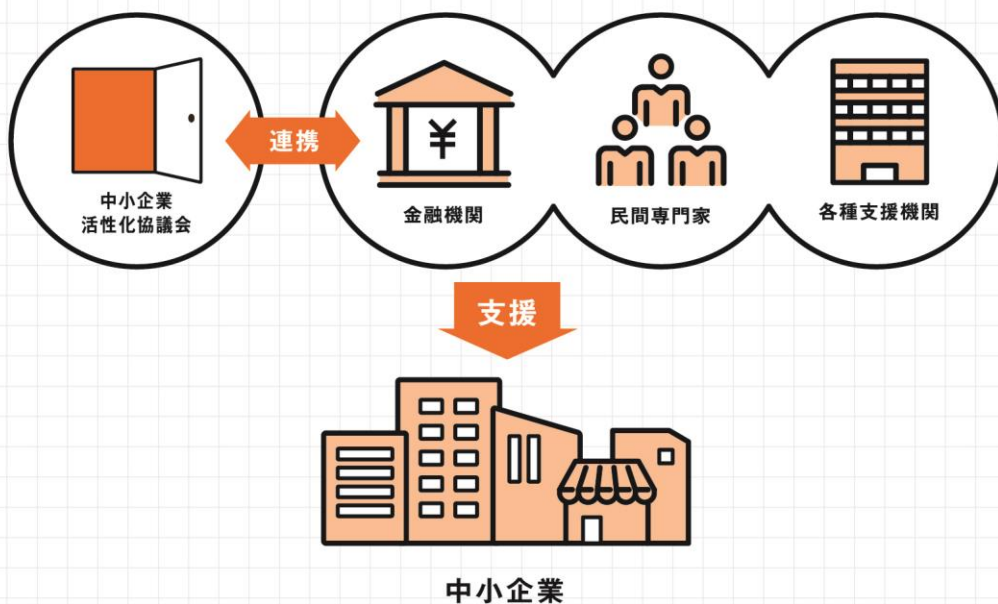 中小企業
活性化協議会
連携
¥
金融機関
民間専門家
各種支援機関
支援
中小企業